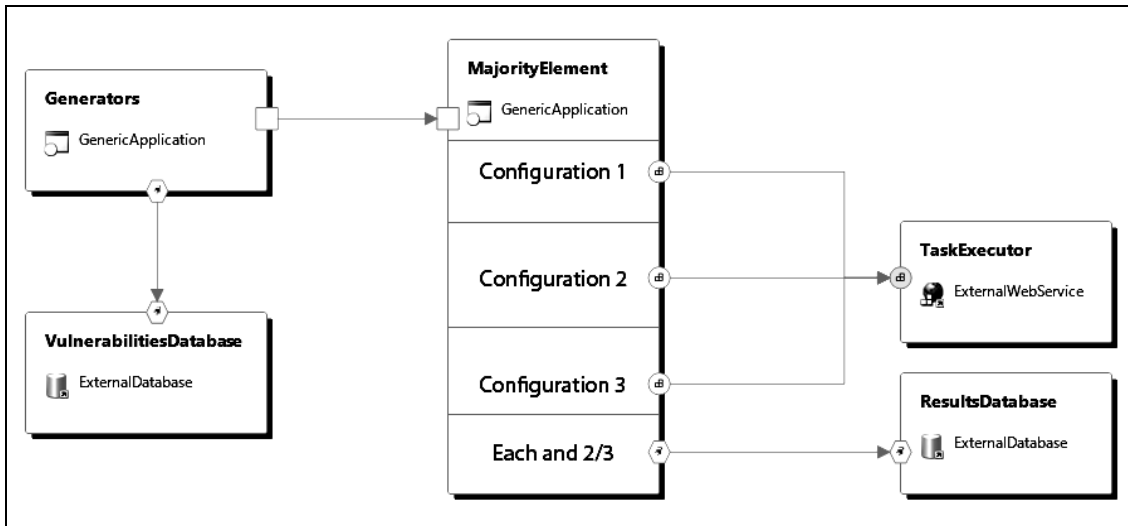 Generators
GenericApplication
VulnerabilitiesDatabase
ExternalDatabase
MajorityElement
GenericApplication
Configuration 1
Configuration 2
Configuration 3
Each and 2/3
TaskExecutor
ExternalWebService
ResultsDatabase
ExternalDatabase